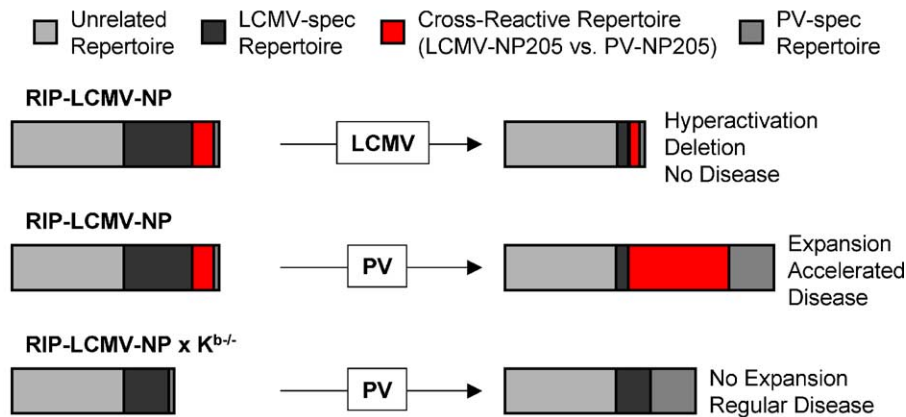 Unrelated
Repertoire
LCMV-spec
Repertoire
Cross-Reactive Repertoire
(LCMV-NP205 vs. PV-NP205)
PV-spec
Repertoire
RIP-LCMV-NP
LCMV
Hyperactivation
Deletion
No Disease
RIP-LCMV-NP
PV
Expansion
Accelerated
Disease
RIP-LCMV-NP x Kb-/-
PV
No Expansion
Regular Disease